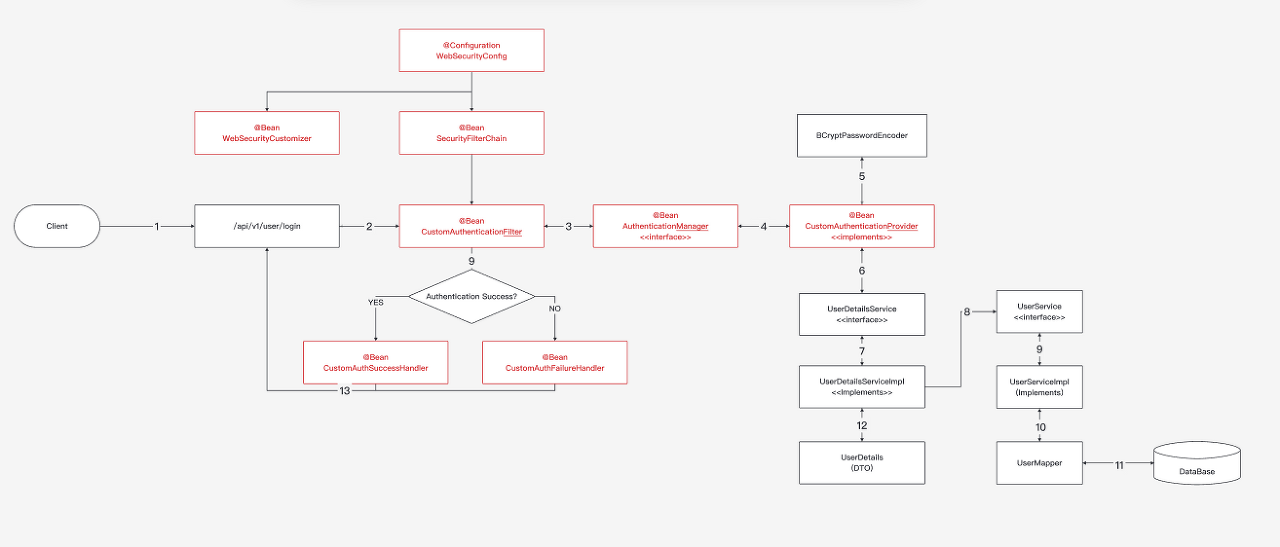 @Configuration
WebSecurityConfig
@Bean
WebSecurityCustomizer
@Bean
SecurityFilterChain
BCryptPasswordEncoder
5
Client
1
/api/v1/user/login
2
@Bean
CustomAuthenticationFilter
3
@Bean
AuthenticationManager
<<interface>>
4
@Bean
CustomAuthenticationProvider
<<implements>>
9
6
Authentication Success?
YES
NO
UserDetailsService
<<interface>>
8
UserService
<<interface>>
7
9
@Bean
CustomAuthSuccessHandler
@Bean
CustomAuthFailureHandler
13
UserDetailsServiceImpl
<<Implements>>
UserServiceImpl
(Implements)
12
10
UserDetails
(DTO)
UserMapper
11
DataBase